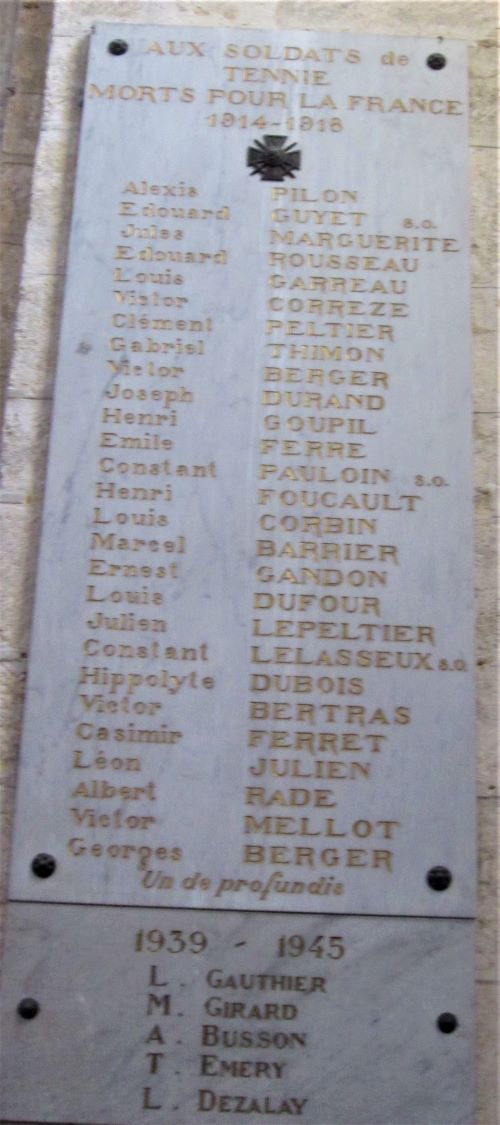 AUX SOLDATS de
TENNIE
MORTS POUR LA FRANCE
1914-1918
Alexis PILON
Edouard GUYET s.o.
Jules MARGUERITE
Edouard ROUSSEAU
Louis GARREAU
Victor CORREZE
Clément PELTIER
Gabriel THIMON
Victor BERGER
Joseph DURAND
Henri GOUPIL
Emile FERRE
Constant PAULOIN s.o.
Henri FOUCAULT
Louis CORBIN
Marcel BARRIER
Ernest GANDON
Louis DUFOUR
Julien LEPELTIER
Constant LELASSEUX s.o.
Hippolyte DUBOIS
Victor BERTRAS
Casimir FERRET
Léon JULIEN
Albert RADE
Victor MELLOT
Georges BERGER
Un de profundis
1939 - 1945
L. GAUTHIER
M. GIRARD
A. BUSSON
T. EMERY
L. DEZALAY